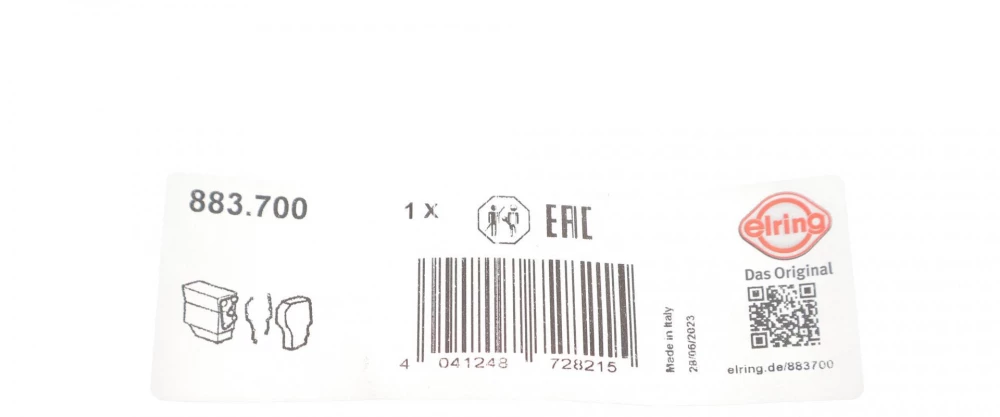 883.700
1 X
EAC
elring
Das Original
4 041248 728215
Made in Italy
28/06/2023
elring.de/883700